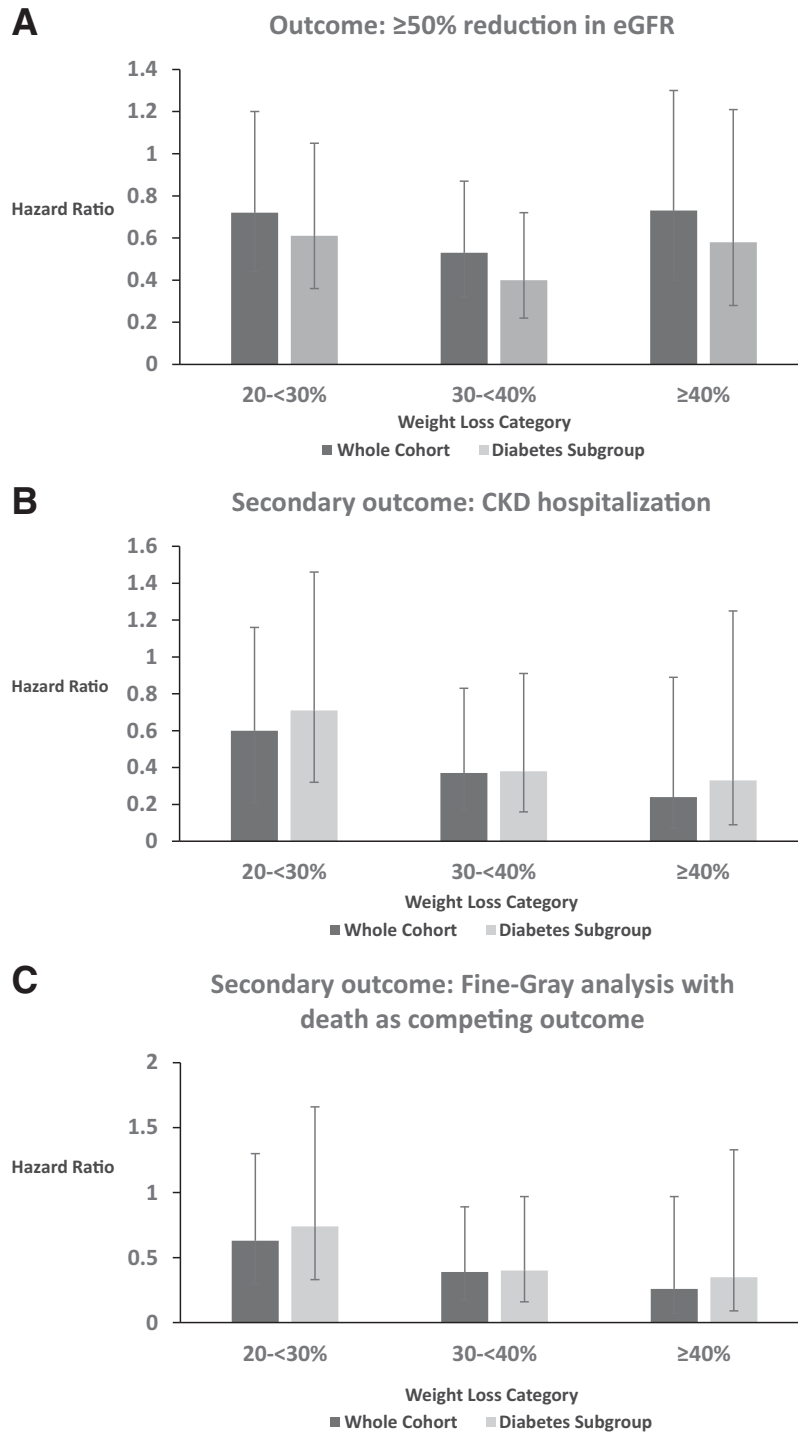 A
Outcome: ≥50% reduction in eGFR
1.4
1.2
1
0.8
Hazard Ratio
0.6
0.4
0.2
0
20-<30% 30-<40% ≥40%
Weight Loss Category
Whole Cohort Diabetes Subgroup
B
Secondary outcome: CKD hospitalization
1.6
1.4
1.2
1
Hazard Ratio
0.8
0.6
0.4
0.2
0
20-<30% 30-<40% ≥40%
Weight Loss Category
Whole Cohort Diabetes Subgroup
C
Secondary outcome: Fine-Gray analysis with
death as competing outcome
2
1.5
Hazard Ratio
1
0.5
0
20-<30% 30-<40% ≥40%
Weight Loss Category
Whole Cohort Diabetes Subgroup